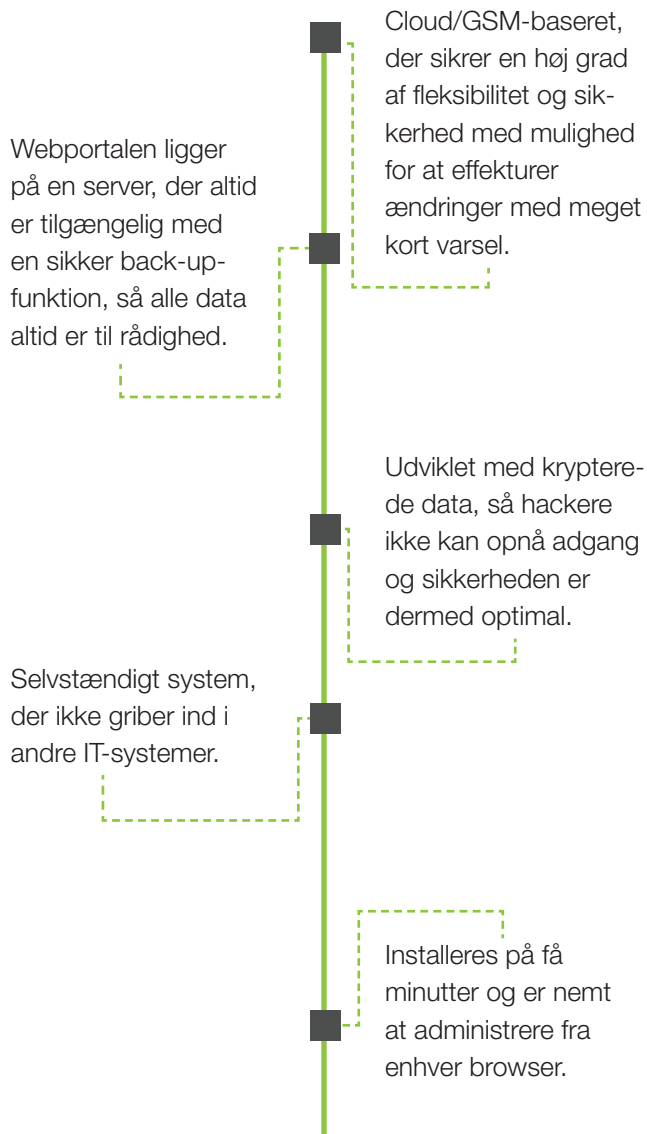 Cloud/GSM-baseret,
der sikrer en høj grad
af fleksibilitet og sik-
kerhed med mulighed
for at effekturer
ændringer med meget
kort varsel.
Webportalen ligger
på en server, der altid
er tilgængelig med
en sikker back-up-
funktion, så alle data
altid er til rådighed.
Udviklet med kryptere-
de data, så hackere
ikke kan opnå adgang
og sikkerheden er
dermed optimal.
Selvstændigt system,
der ikke griber ind i
andre IT-systemer.
Installeres på få
minutter og er nemt
at administrere fra
enhver browser.